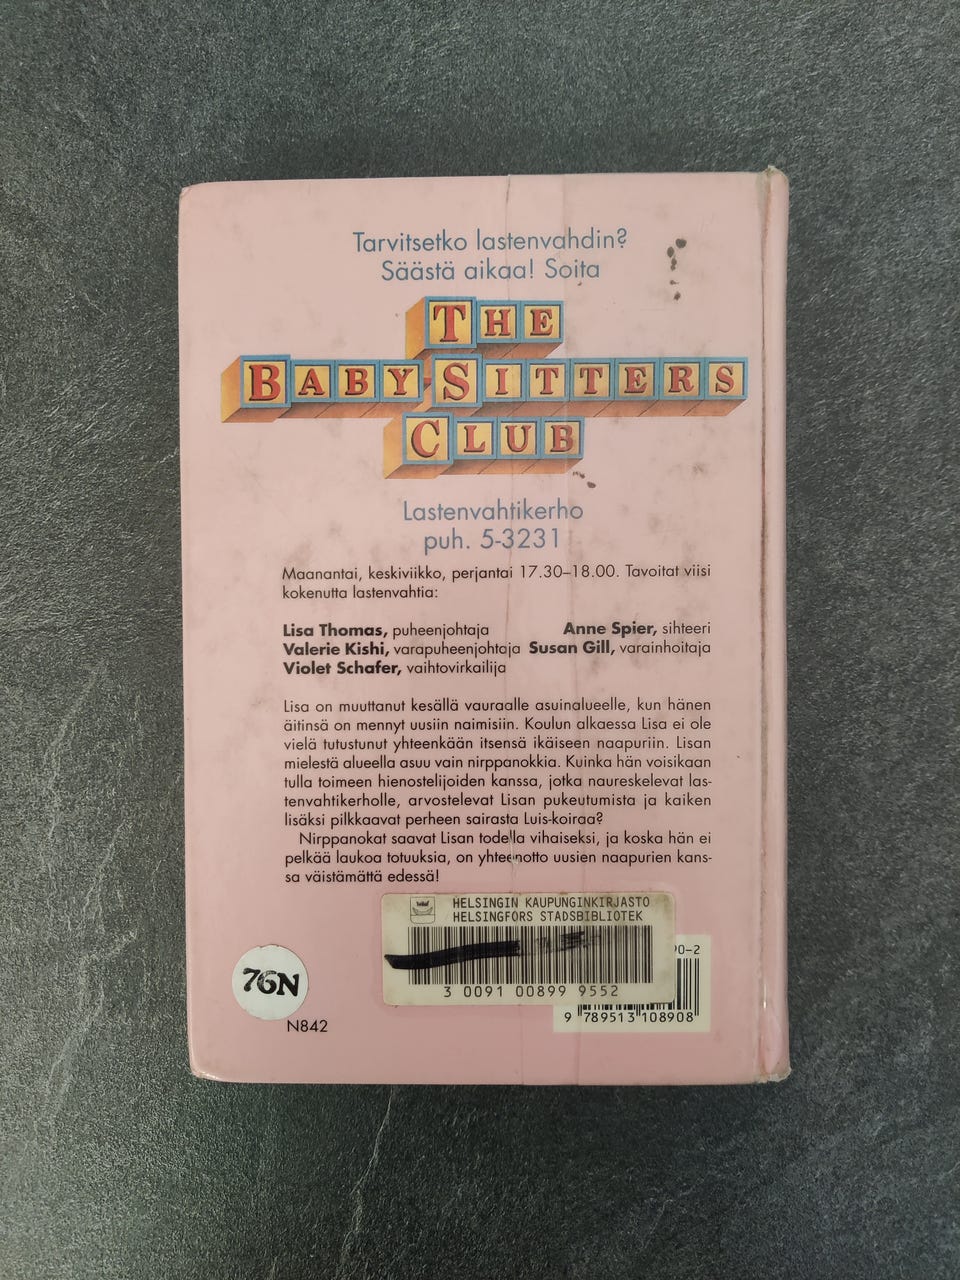 Tarvitsetko lastenvahdin?
Säästä aikaa! Soita
THE
BABY SITTERS
CLUB
Lastenvahtikerho
puh. 5-3231
Maanantai, keskiviikko, perjantai 17.30–18.00. Tavoitat viisi
kokenutta lastenvahtia:
Lisa Thomas, puheenjohtaja Anne Spier, sihteeri
Valerie Kishi, varapuheenjohtaja Susan Gill, varainhoitaja
Violet Schafer, vaihtovirkailija
Lisa on muuttanut kesällä vauraalle asuinalueelle, kun hänen
äitinsä on mennyt uusiin naimisiin. Koulun alkaessa Lisa ei ole
vielä tutustunut yhteenkään itsensä ikäiseen naapuriin. Lisan
mielestä alueella asuu vain nirppanokkia. Kuinka hän voisikaan
tulla toimeen hienostelijoiden kanssa, jotka naureskelevat las-
tenvahtikerholle, arvostelevat Lisan pukeutumista ja kaiken
lisäksi pilkkaavat perheen sairasta Luis-koiraa?
Nirppanokat saavat Lisan todella vihaiseksi, ja koska hän ei
pelkää laukoa totuuksia, on yhteenotto uusien naapurien kans-
sa väistämättä edessä!
HELSINGIN KAUPUNGINKIRJASTO
HELSINGFORS STADSBIBLIOTEK
3 0091 00899 9552
90-2
9 789513 108908
76N
N842